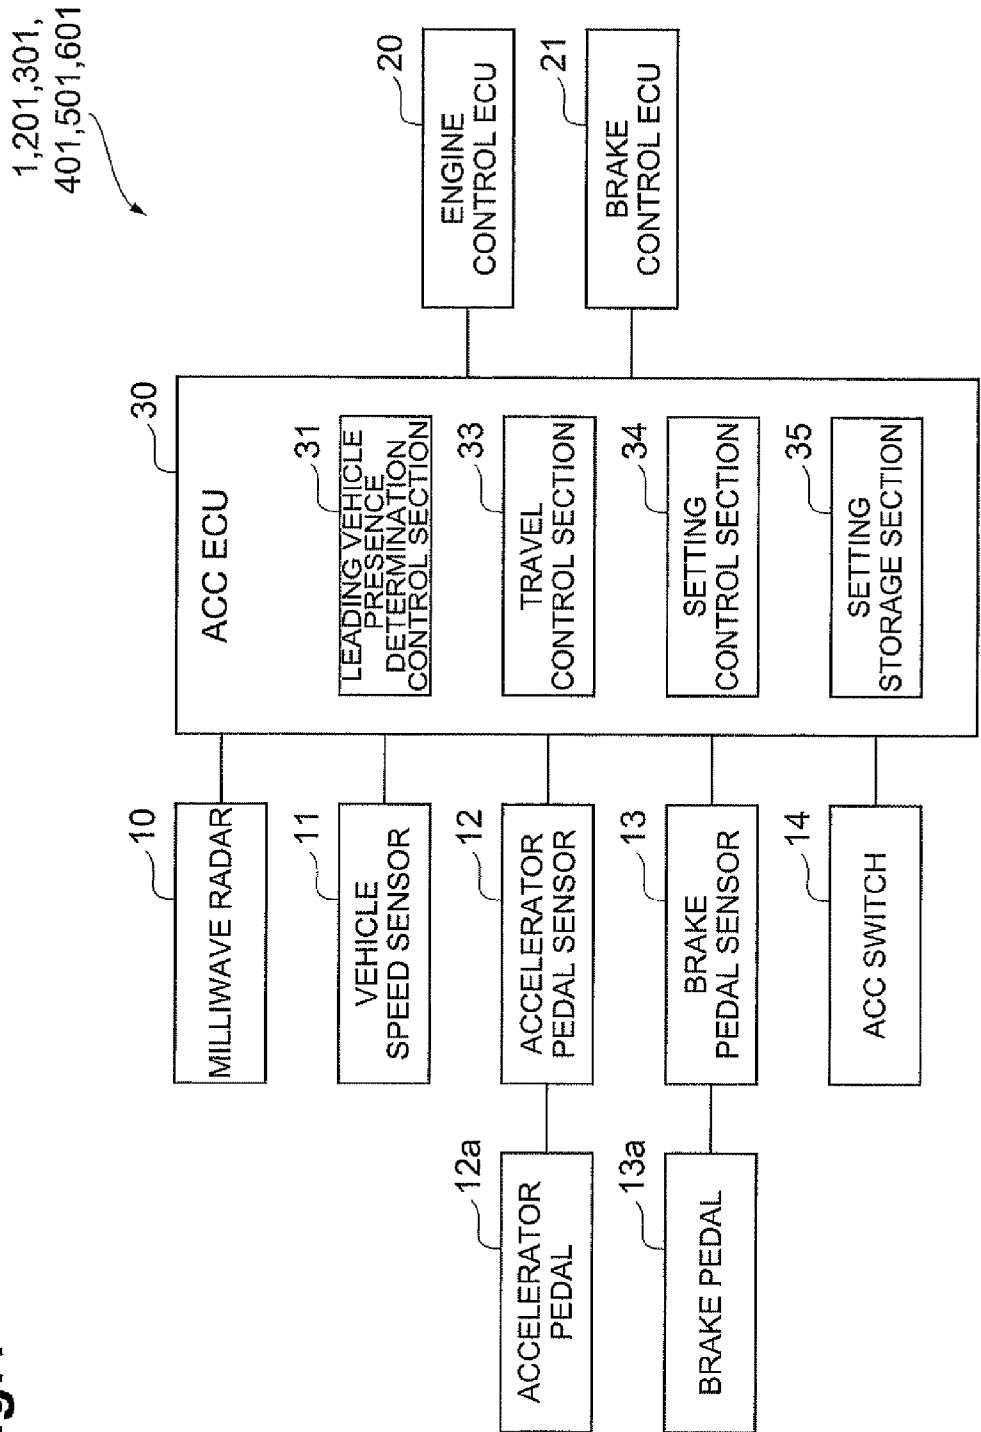 1,201,301,
401,501,601
20
ENGINE
CONTROL ECU
21
BRAKE
CONTROL ECU
30
ACC ECU
31
LEADING VEHICLE
PRESENCE
DETERMINATION
CONTROL SECTION
33
TRAVEL
CONTROL SECTION
34
SETTING
CONTROL SECTION
35
SETTING
STORAGE SECTION
10
MILLIWAVE RADAR
11
VEHICLE
SPEED SENSOR
12
ACCELERATOR
PEDAL SENSOR
13
BRAKE
PEDAL SENSOR
14
ACC SWITCH
12a
ACCELERATOR
PEDAL
13a
BRAKE PEDAL